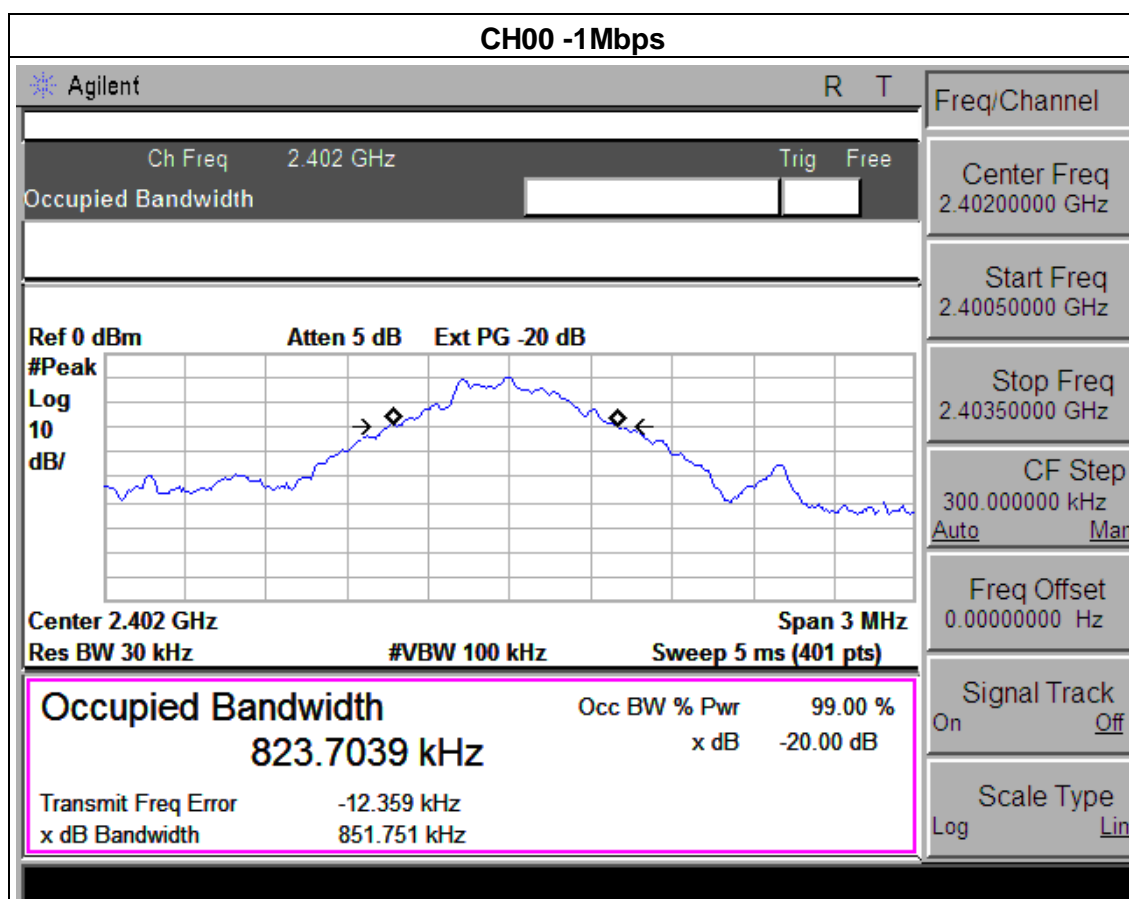 CH00 -1Mbps
Agilent R T
Freq/Channel
Ch Freq 2.402 GHz Trig Free
Occupied Bandwidth
Center Freq
2.40200000 GHz
Start Freq
2.40050000 GHz
Stop Freq
2.40350000 GHz
CF Step
300.000000 kHz
Auto Man
Freq Offset
0.00000000 Hz
Signal Track
On Off
Scale Type
Log Lin
Ref 0 dBm Atten 5 dB Ext PG -20 dB
#Peak
Log
10
dB/
Center 2.402 GHz Span 3 MHz
Res BW 30 kHz #VBW 100 kHz Sweep 5 ms (401 pts)
Occupied Bandwidth Occ BW % Pwr 99.00 %
823.7039 kHz x dB -20.00 dB
Transmit Freq Error -12.359 kHz
x dB Bandwidth 851.751 kHz